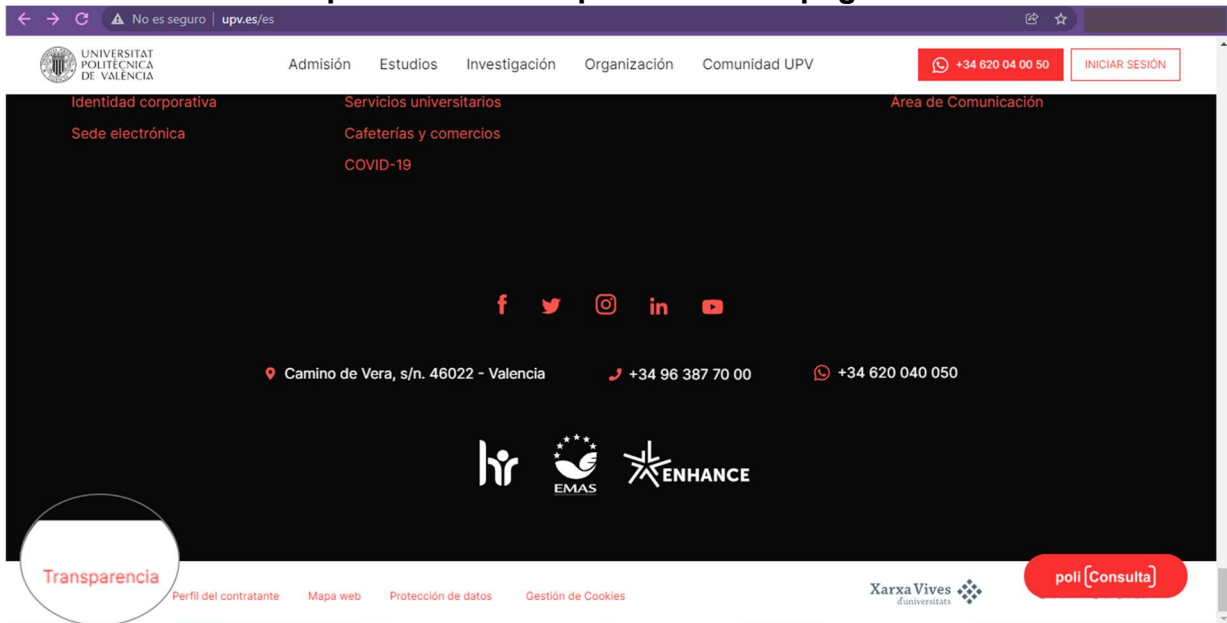 No es seguro | upv.es/es
UNIVERSITAT
POLITÈCNICA
DE VALÈNCIA
Admisión Estudios Investigación Organización Comunidad UPV
+34 620 04 00 50
INICIAR SESIÓN
Identidad corporativa
Servicios universitarios
Área de Comunicación
Sede electrónica
Cafeterías y comercios
COVID-19
Camino de Vera, s/n. 46022 - Valencia
+34 96 387 70 00
+34 620 040 050
hr
EMAS
ENHANCE
Transparencia
Perfil del contratante
Mapa web
Protección de datos
Gestión de Cookies
Xarxa Vives
d'universitats
poli[Consulta]